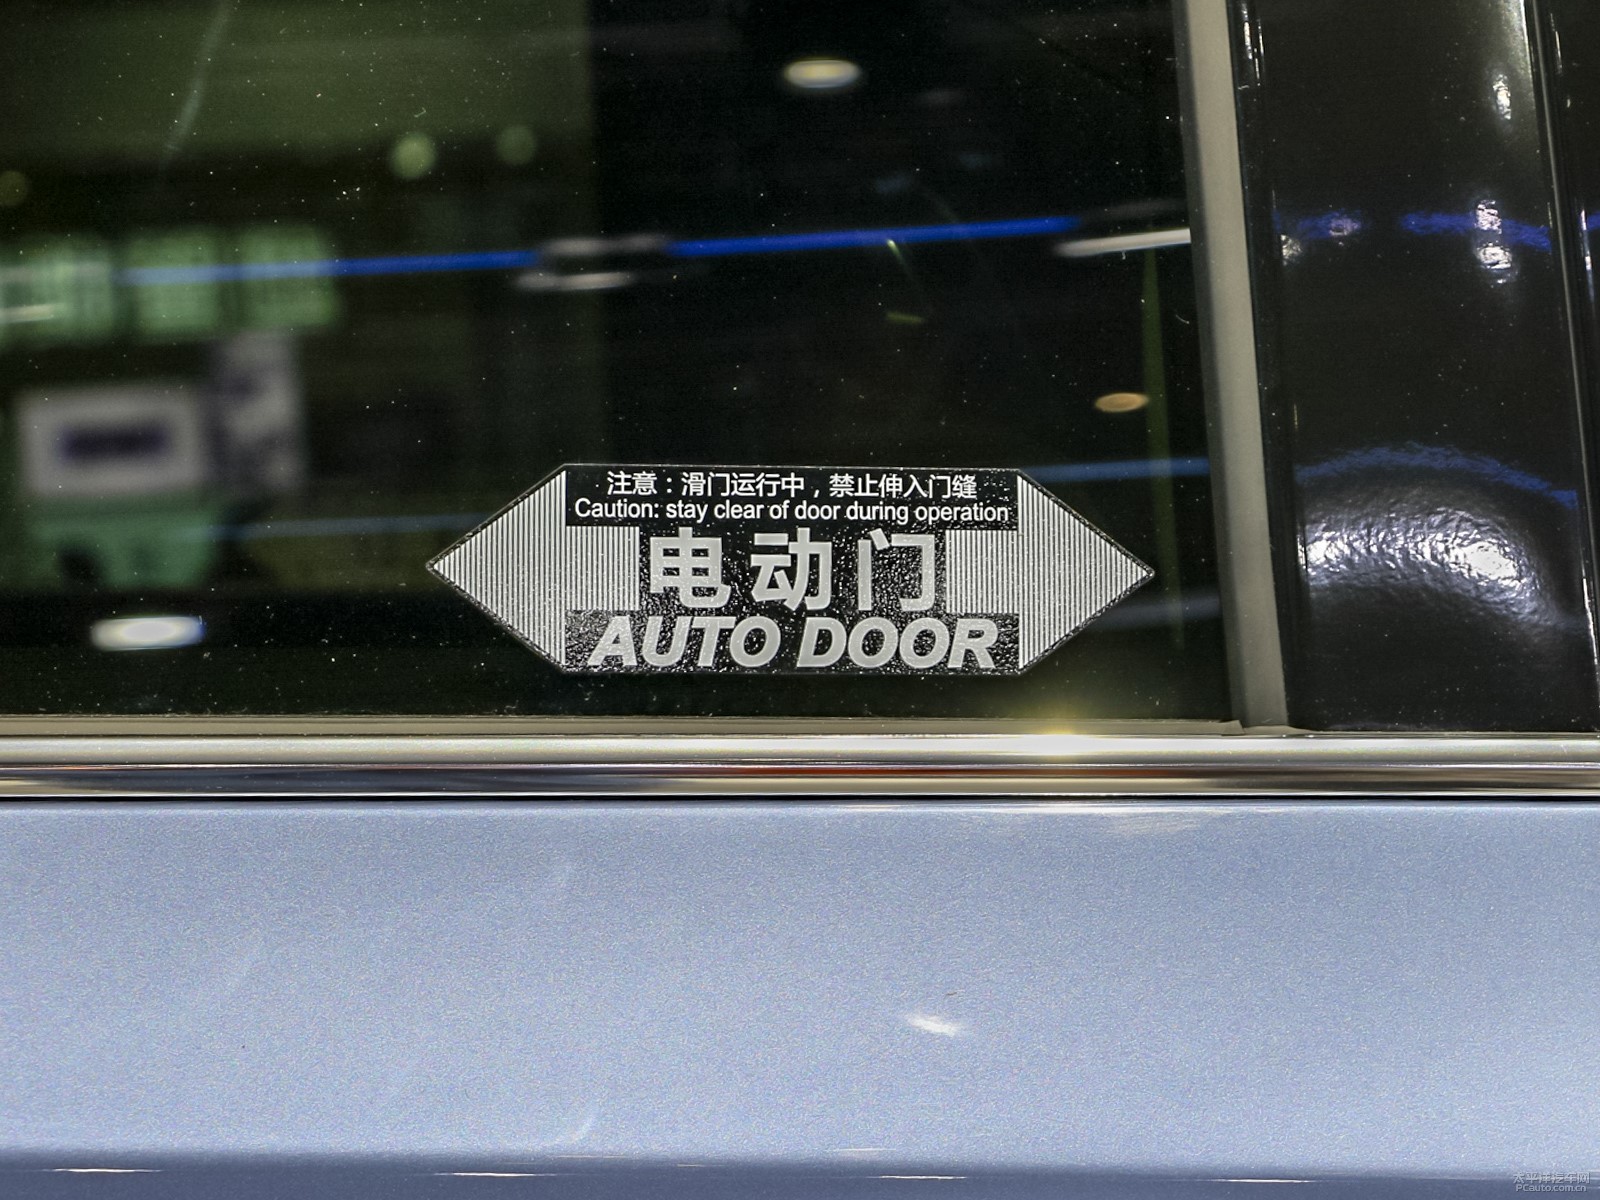 注意：滑门运行中，禁止伸入门缝
Caution: stay clear of door during operation
电动门
AUTO DOOR
太平洋汽车网
PCauto.com.cn